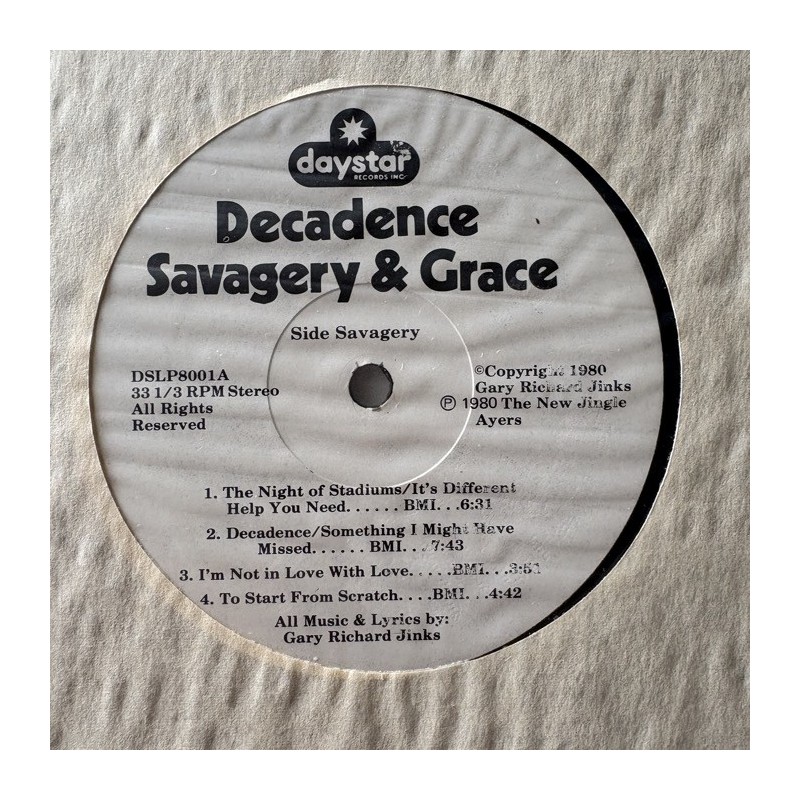 daystar
RECORDS INC
Decadence
Savagery & Grace
Side Savagery
DSLP8001A
33 1/3 RPM Stereo
All Rights
Reserved
©Copyright 1980
Gary Richard Jinks
℗ 1980 The New Jingle
Ayers
1. The Night of Stadiums/It's Different
Help You Need......BMI...6:31
2. Decadence/Something I Might Have
Missed......BMI...7:43
3. I'm Not in Love With Love.....BMI...3:51
4. To Start From Scratch....BMI...4:42
All Music & Lyrics by:
Gary Richard Jinks